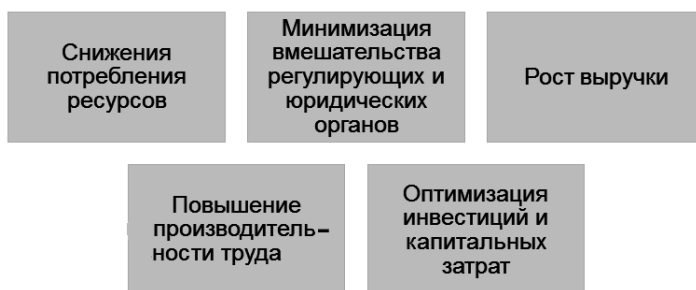 Снижения
потребления
ресурсов
Минимизация
вмешательства
регулирующих и
юридических
органов
Рост выручки
Повышение
производитель–
ности труда
Оптимизация
инвестиций и
капитальных
затрат